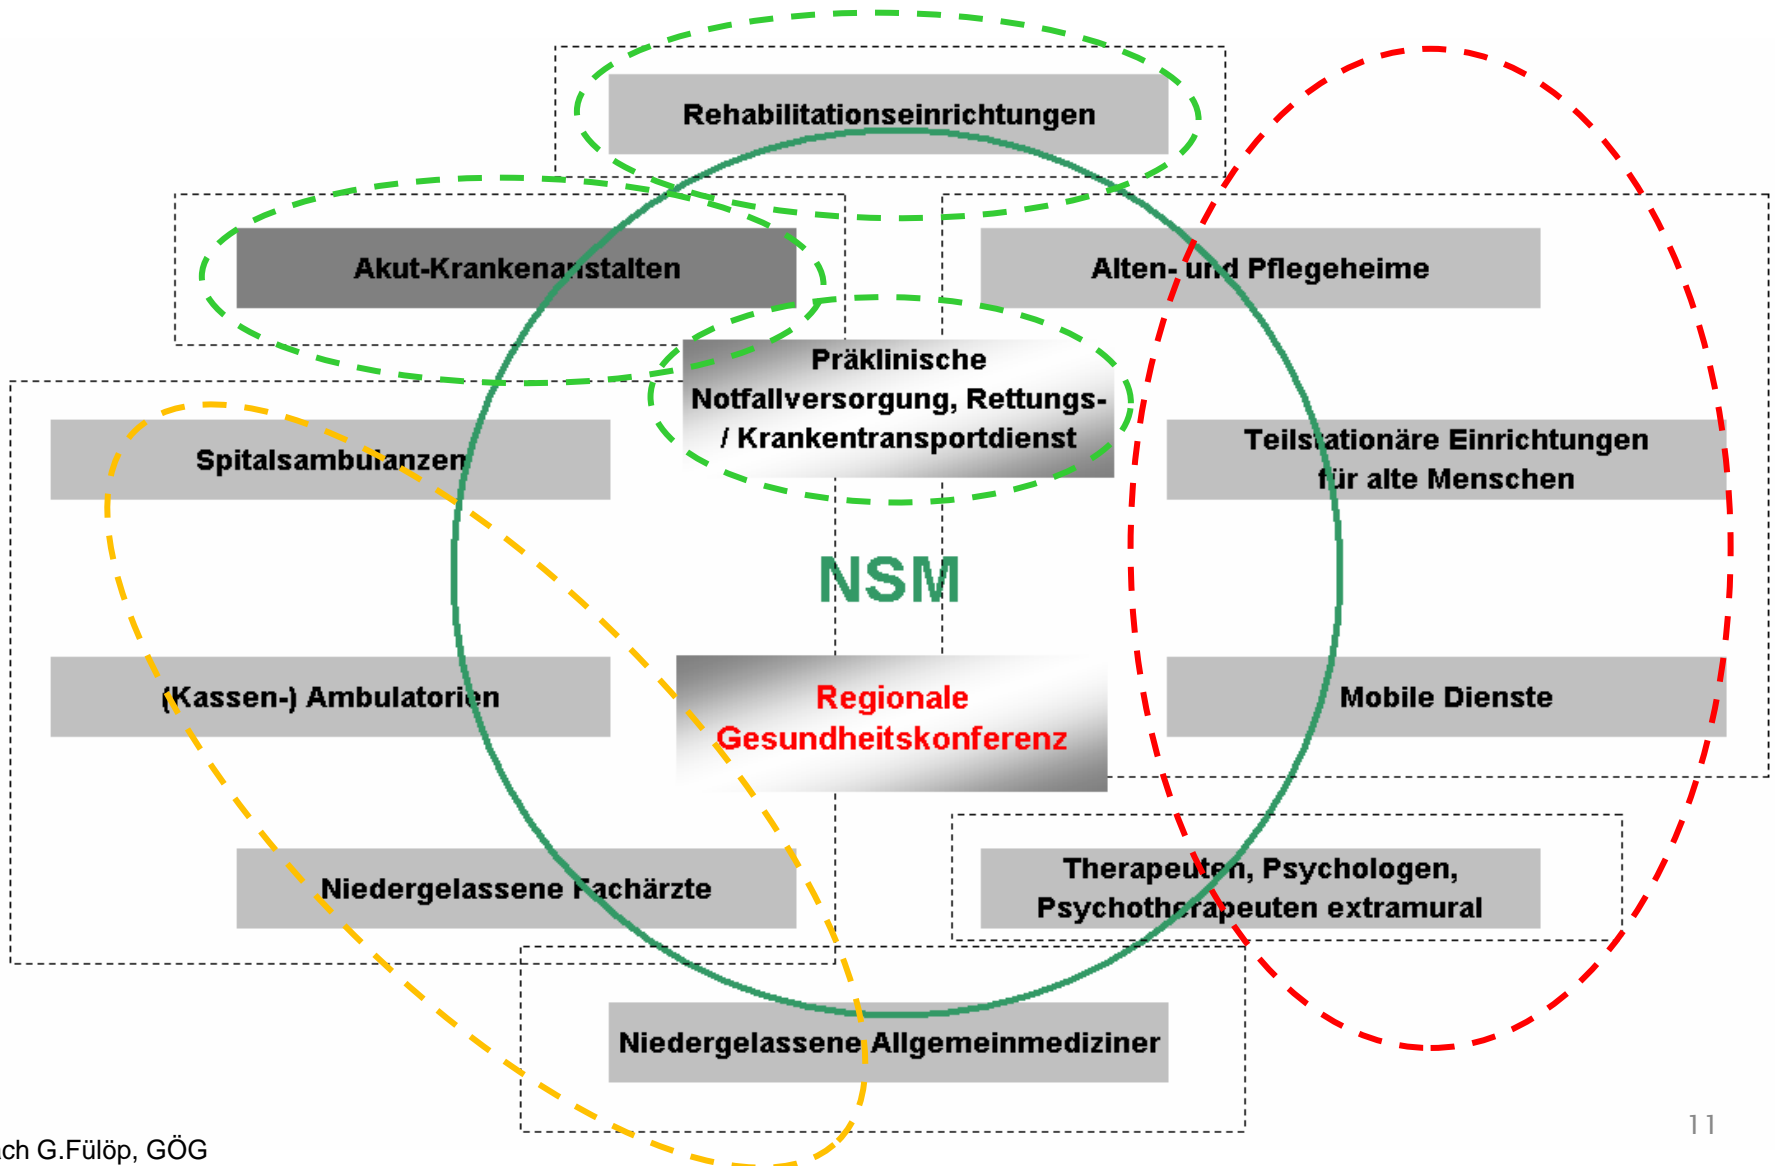 Rehabilitationseinrichtungen
Akut-Krankenanstalten
Alten- und Pflegeheime
Präklinische
Notfallversorgung, Rettungs-
/ Krankentransportdienst
Spitalsambulanzen
Teilstationäre Einrichtungen
für alte Menschen
NSM
(Kassen-) Ambulatorien
Regionale
Gesundheitskonferenz
Mobile Dienste
Niedergelassene Fachärzte
Therapeuten, Psychologen,
Psychotherapeuten extramural
Niedergelassene Allgemeinmediziner
11
G.Fülöp, GÖG